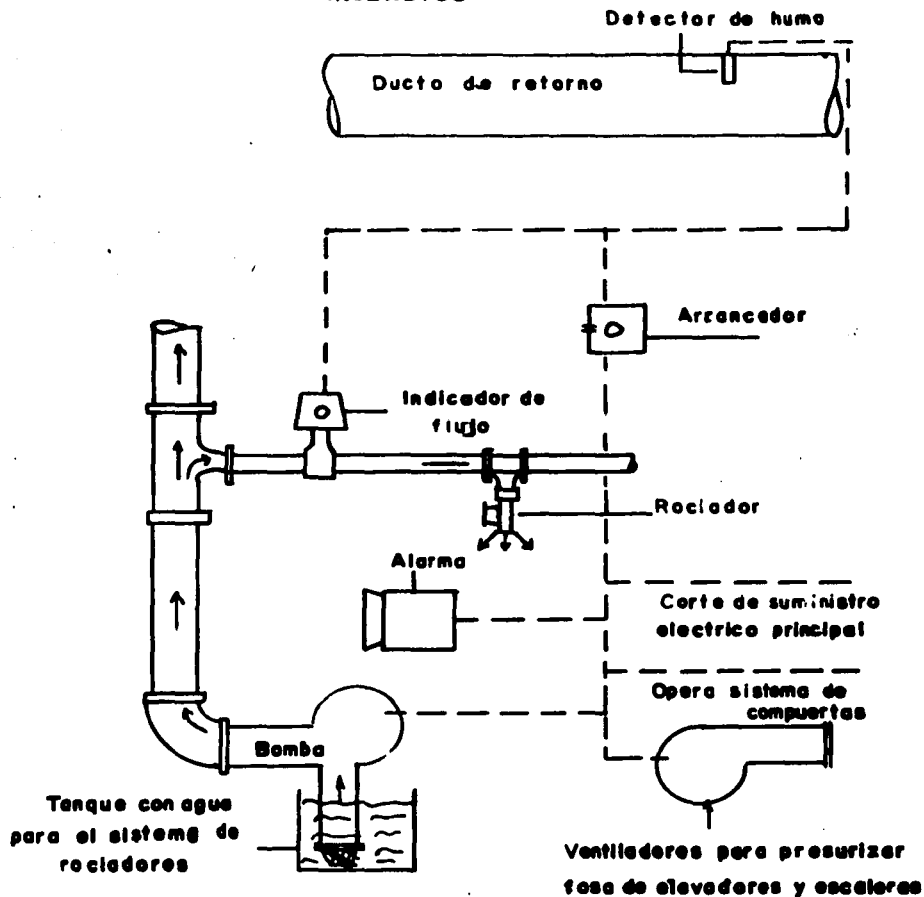 Detector de humo
Ducto de retorno
Arrancador
Indicador de
flujo
Rociador
Alarma
Corte de suministro
electrico principal
Opera sistema de
compuertas
Bomba
Tanque con agua
para el sistema de
rociadores
Ventiladores para presurizar
fosa de elevadores y escaleras